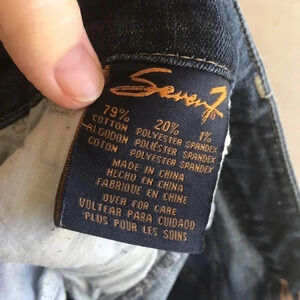 Seven7
79% 20% 1%
COTTON POLYESTER SPANDEX
ALGODON POLIÉSTER SPANDEX
COTON POLYESTER SPANDEX
MADE IN CHINA
HECHO EN CHINA
FABRIQUE EN CHINE
OVER FOR CARE
VOLTEAR PARA CUIDADO
PLUS POUR LES SOINS